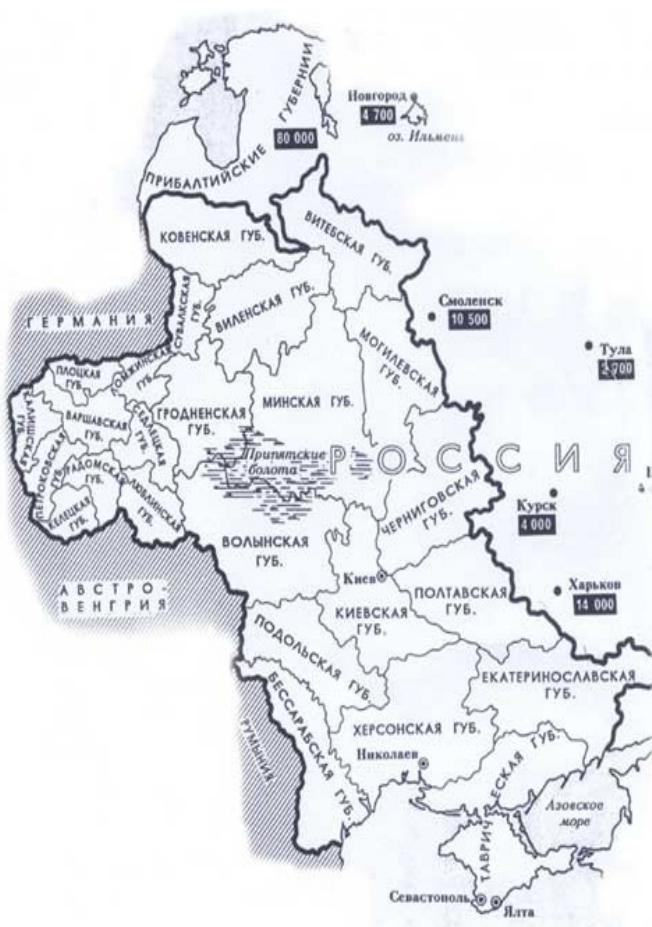 ПРИБАЛТИЙСКИЕ ГУБЕРНИИ
80 000
Новгород
4 700
оз. Ильмень
КОВЕНСКАЯ ГУБ.
ВИТЕБСКАЯ ГУБ.
СУВАЛКСКАЯ
ГУБ.
ВИЛЕНСКАЯ ГУБ.
Смоленск
10 500
ГЕРМАНИЯ
МОГИЛЕВСКАЯ
ГУБ.
Тула
2 700
ПЛОЦКАЯ
ГУБ.
ЛОМЖИНСКАЯ
ГУБ.
КАЛИШСКАЯ
ГУБ.
ВАРШАВСКАЯ
ГУБ.
СЕДЛЕЦКАЯ
ГУБ.
ГРОДНЕНСКАЯ
ГУБ.
МИНСКАЯ ГУБ.
ПЕТРОКОВСКАЯ
ГУБ.
РАДОМСКАЯ
ГУБ.
КЕЛЕЦКАЯ
ГУБ.
ЛЮБЛИНСКАЯ
ГУБ.
Припятские
болота
РОССИЯ
ЧЕРНИГОВСКАЯ
ГУБ.
Курск
4 000
ВОЛЫНСКАЯ
ГУБ.
АВСТРО-
ВЕНГРИЯ
Киев
КИЕВСКАЯ
ГУБ.
ПОЛТАВСКАЯ
ГУБ.
Харьков
14 000
ПОДОЛЬСКАЯ ГУБ.
БЕССАРАБСКАЯ ГУБ.
ЕКАТЕРИНОСЛАВСКАЯ
ГУБ.
РУМЫНИЯ
ХЕРСОНСКАЯ ГУБ.
Николаев
ТАВРИЧЕСКАЯ ГУБ.
Азовское
море
Севастополь
Ялта